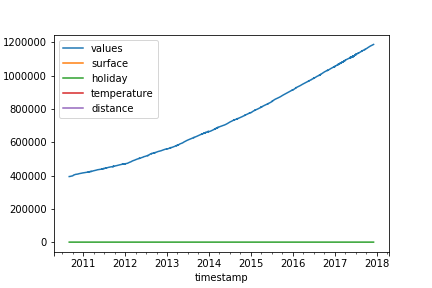 1200000
1000000
800000
600000
400000
200000
0
values
surface
holiday
temperature
distance
2011 2012 2013 2014 2015 2016 2017 2018
timestamp